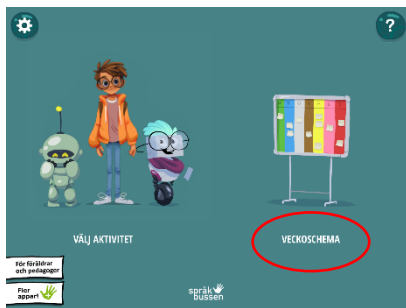 ?
VÄLJ AKTIVITET
VECKOSCHEMA
För föräldrar
och pedagoger
Fler
appar!
språk
bussen